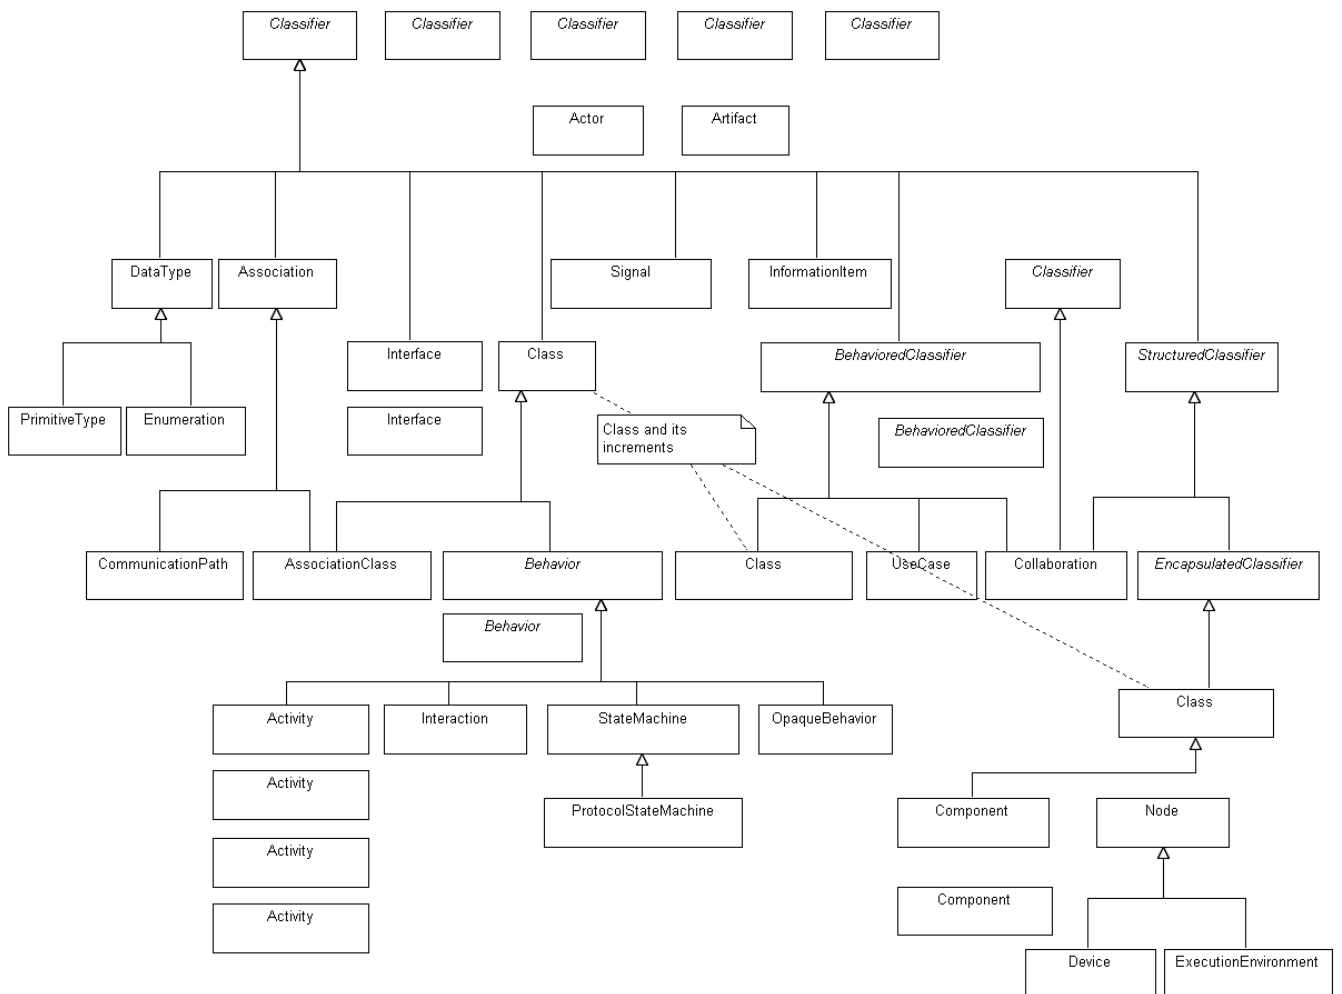 Classifier
Classifier
Classifier
Classifier
Classifier
Actor
Artifact
DataType
Association
Signal
InformationItem
Classifier
Interface
Class
BehavioredClassifier
StructuredClassifier
PrimitiveType
Enumeration
Interface
Class and its
increments
BehavioredClassifier
CommunicationPath
AssociationClass
Behavior
Class
UseCase
Collaboration
EncapsulatedClassifier
Behavior
Class
Activity
Interaction
StateMachine
OpaqueBehavior
Activity
ProtocolStateMachine
Component
Node
Activity
Component
Activity
Device
ExecutionEnvironment